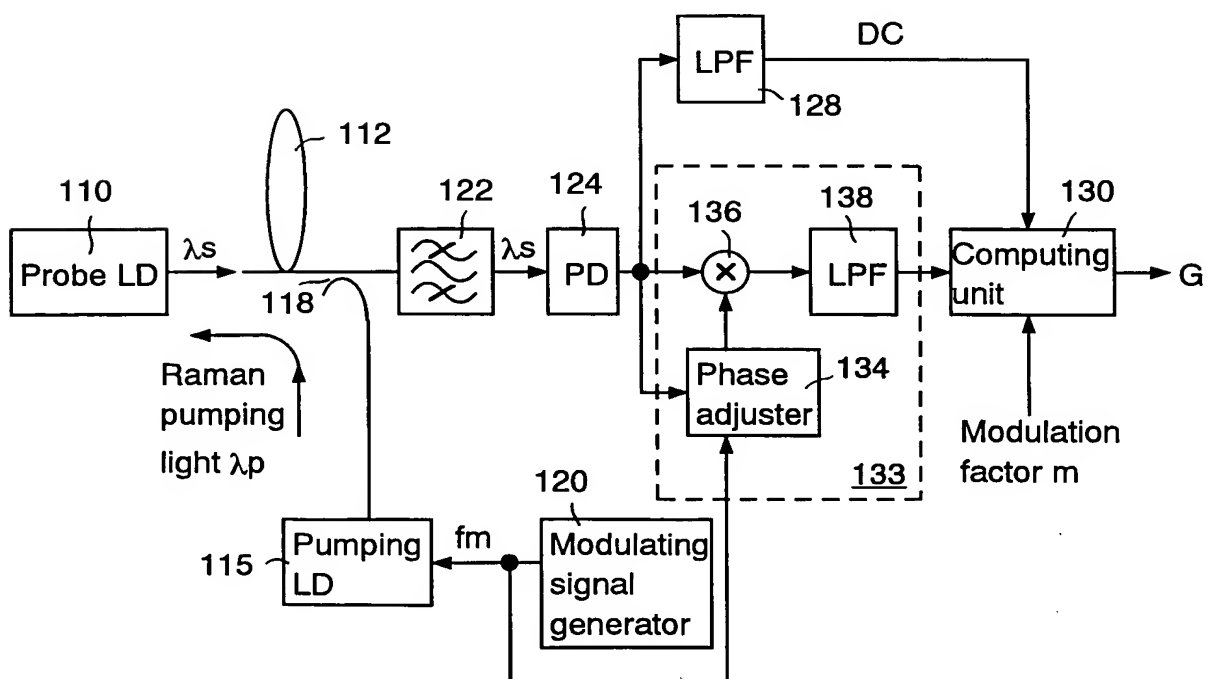 DC
LPF
128
112
110
122
124
138
136
130
λs
λs
Probe LD
PD
×
LPF
Computing
unit
G
118
Raman
pumping
light λp
Phase
adjuster
134
Modulation
factor m
133
120
115
Pumping
LD
fm
Modulating
signal
generator